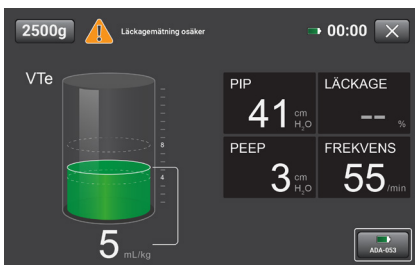 2500g
Läckagemätning osäker
00:00
VTe
8
4
5 mL/kg
PIP
41 cm H₂O
LÄCKAGE
-- %
PEEP
3 cm H₂O
FREKVENS
55 /min
ADA-053